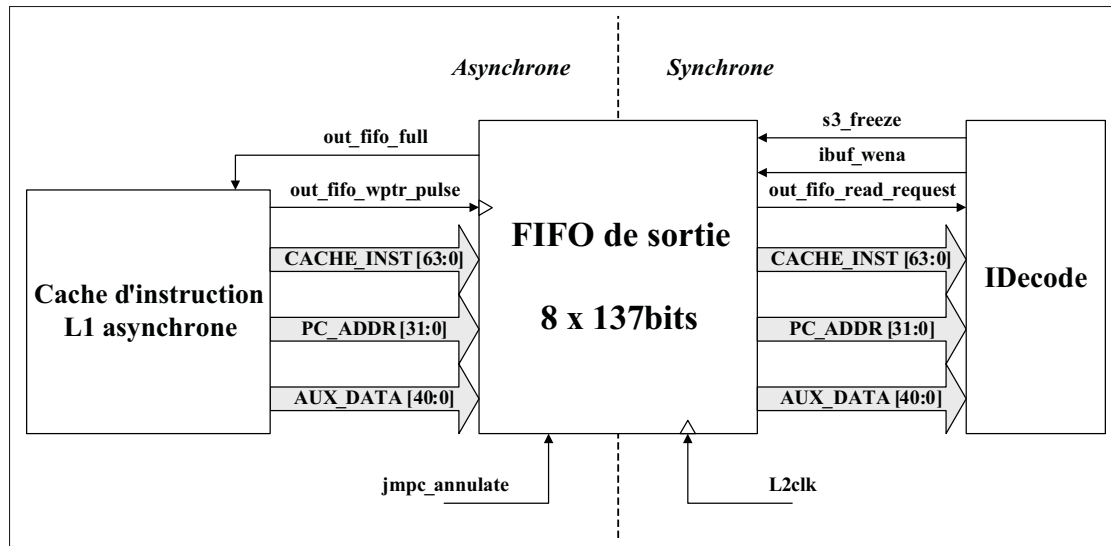 Asynchrone
Synchrone
out_fifo_full
out_fifo_wptr_pulse
s3_freeze
ibuf_wena
out_fifo_read_request
Cache d'instruction
L1 asynchrone
CACHE_INST [63:0]
PC_ADDR [31:0]
AUX_DATA [40:0]
FIFO de sortie
8 x 137bits
CACHE_INST [63:0]
PC_ADDR [31:0]
AUX_DATA [40:0]
IDecode
jmpc_annulate
L2clk